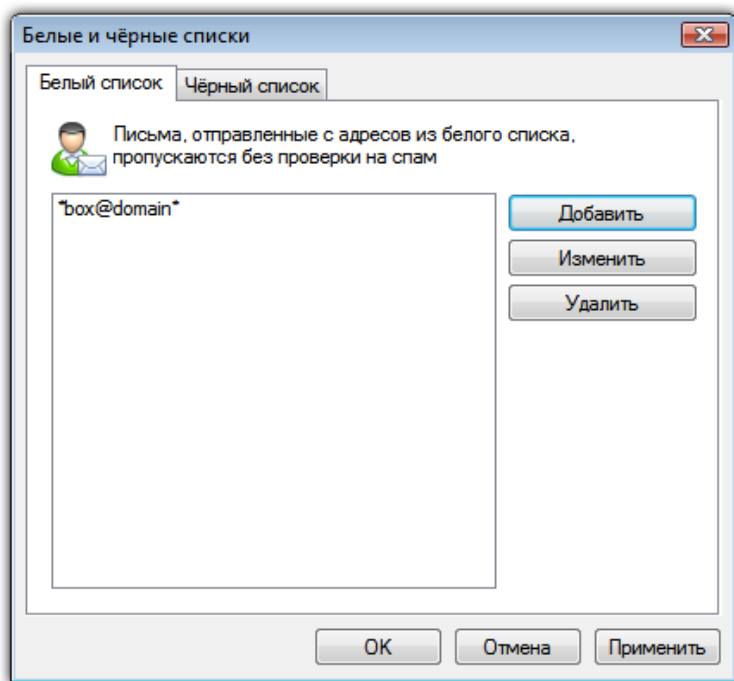 Белые и чёрные списки
Белый список
Чёрный список
Письма, отправленные с адресов из белого списка,
пропускаются без проверки на спам
*box@domain*
Добавить
Изменить
Удалить
OK
Отмена
Применить